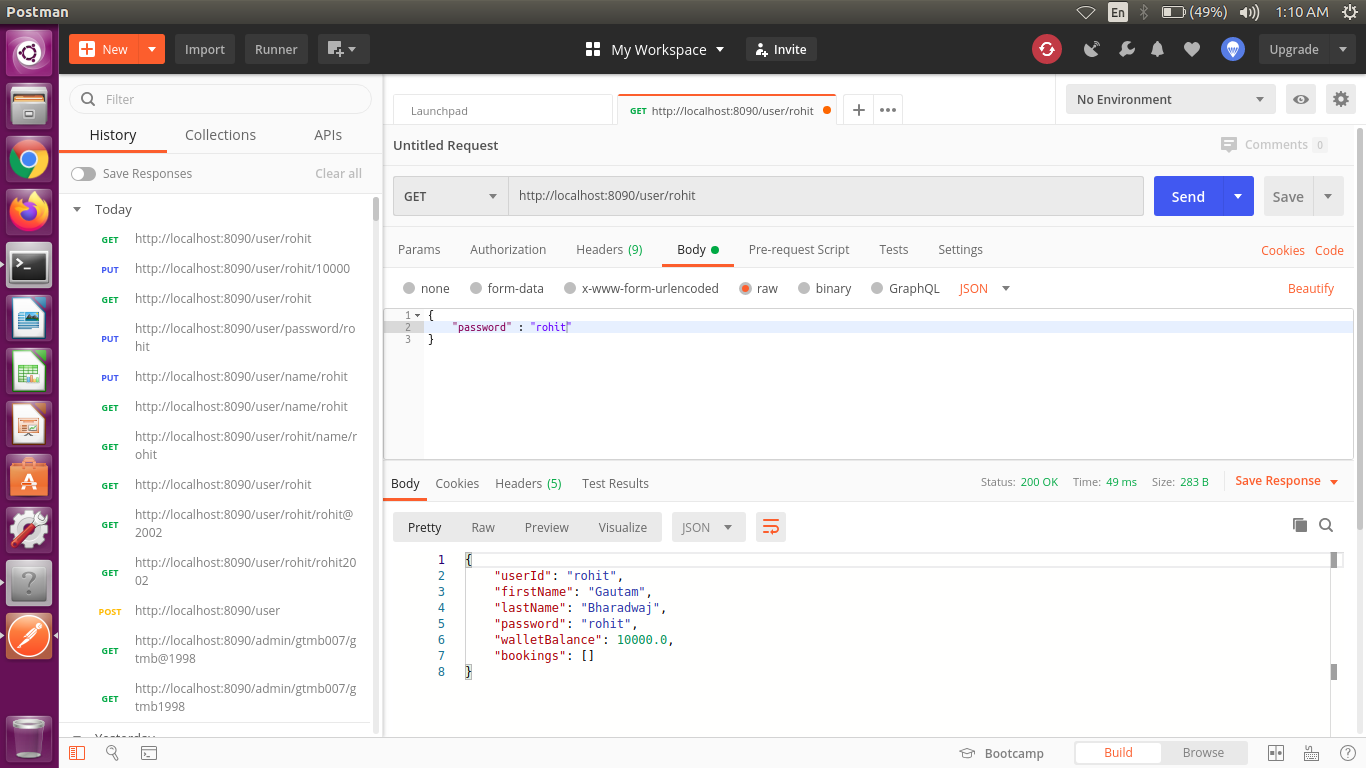 Postman
En
(49%)
1:10 AM
New
Import
Runner
My Workspace
Invite
Upgrade
Filter
History
Collections
APIs
Save Responses
Clear all
Today
GET http://localhost:8090/user/rohit
PUT http://localhost:8090/user/rohit/10000
GET http://localhost:8090/user/rohit
PUT http://localhost:8090/user/password/ro
hit
PUT http://localhost:8090/user/name/rohit
GET http://localhost:8090/user/name/rohit
GET http://localhost:8090/user/rohit/name/r
ohit
GET http://localhost:8090/user/rohit
GET http://localhost:8090/user/rohit/rohit@
2002
GET http://localhost:8090/user/rohit/rohit20
02
POST http://localhost:8090/user
GET http://localhost:8090/admin/gtmb007/g
tmb@1998
GET http://localhost:8090/admin/gtmb007/g
tmb1998
Yesterday
Launchpad
GET http://localhost:8090/user/rohit
No Environment
Untitled Request
Comments 0
GET
http://localhost:8090/user/rohit
Send
Save
Params
Authorization
Headers (9)
Body
Pre-request Script
Tests
Settings
Cookies
Code
none
form-data
x-www-form-urlencoded
raw
binary
GraphQL
JSON
Beautify
1 {
2 "password" : "rohit"
3 }
Body
Cookies
Headers (5)
Test Results
Status: 200 OK
Time: 49 ms
Size: 283 B
Save Response
Pretty
Raw
Preview
Visualize
JSON
1 {
2 "userId": "rohit",
3 "firstName": "Gautam",
4 "lastName": "Bharadwaj",
5 "password": "rohit",
6 "walletBalance": 10000.0,
7 "bookings": []
8 }
Bootcamp
Build
Browse